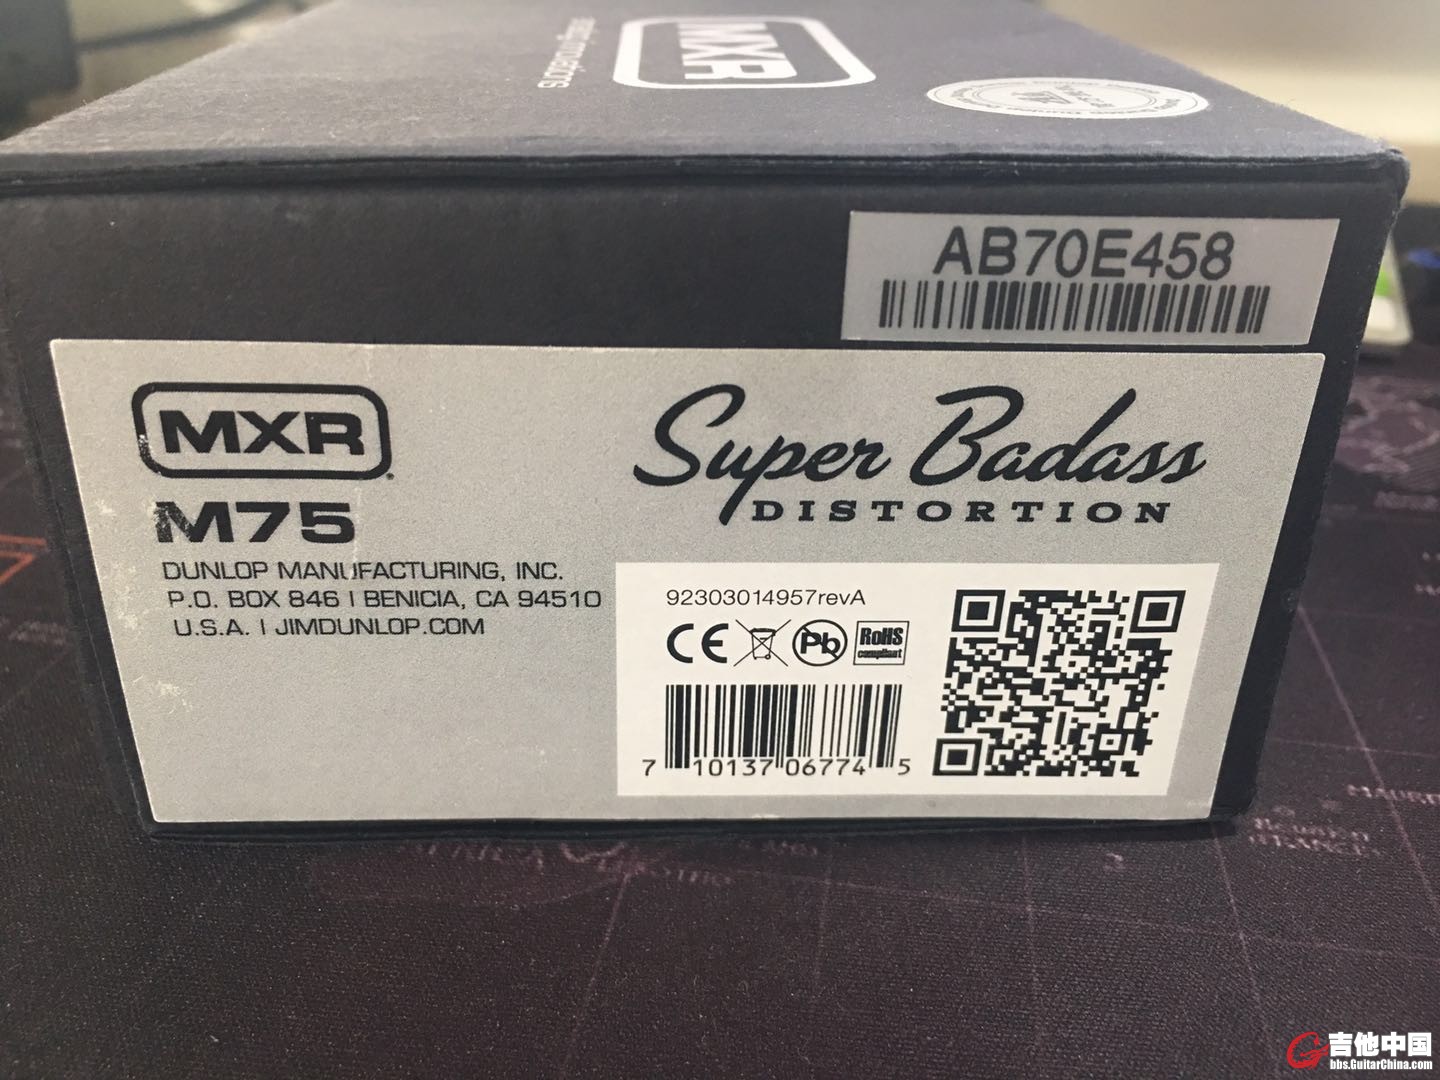 MXR
AB70E458
MXR
M75
DUNLOP MANUFACTURING, INC.
P.O. BOX 846 | BENICIA, CA 94510
U.S.A. | JIMDUNLOP.COM
Super Badass
DISTORTION
92303014957revA
CE
Pb
RoHS
compliant
7 10137 06774 5
吉他中国
bbs.GuitarChina.com